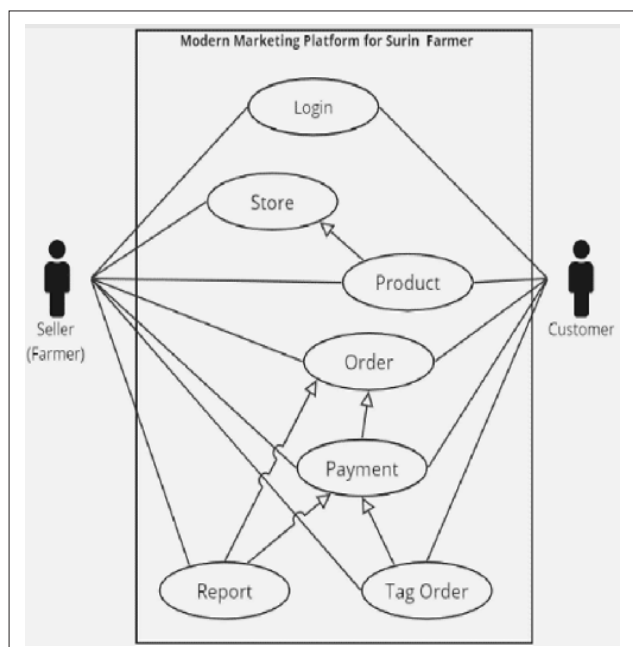 Modern Marketing Platform for Surin Farmer
Login
Store
Product
Seller
(Farmer)
Customer
Order
Payment
Report
Tag Order